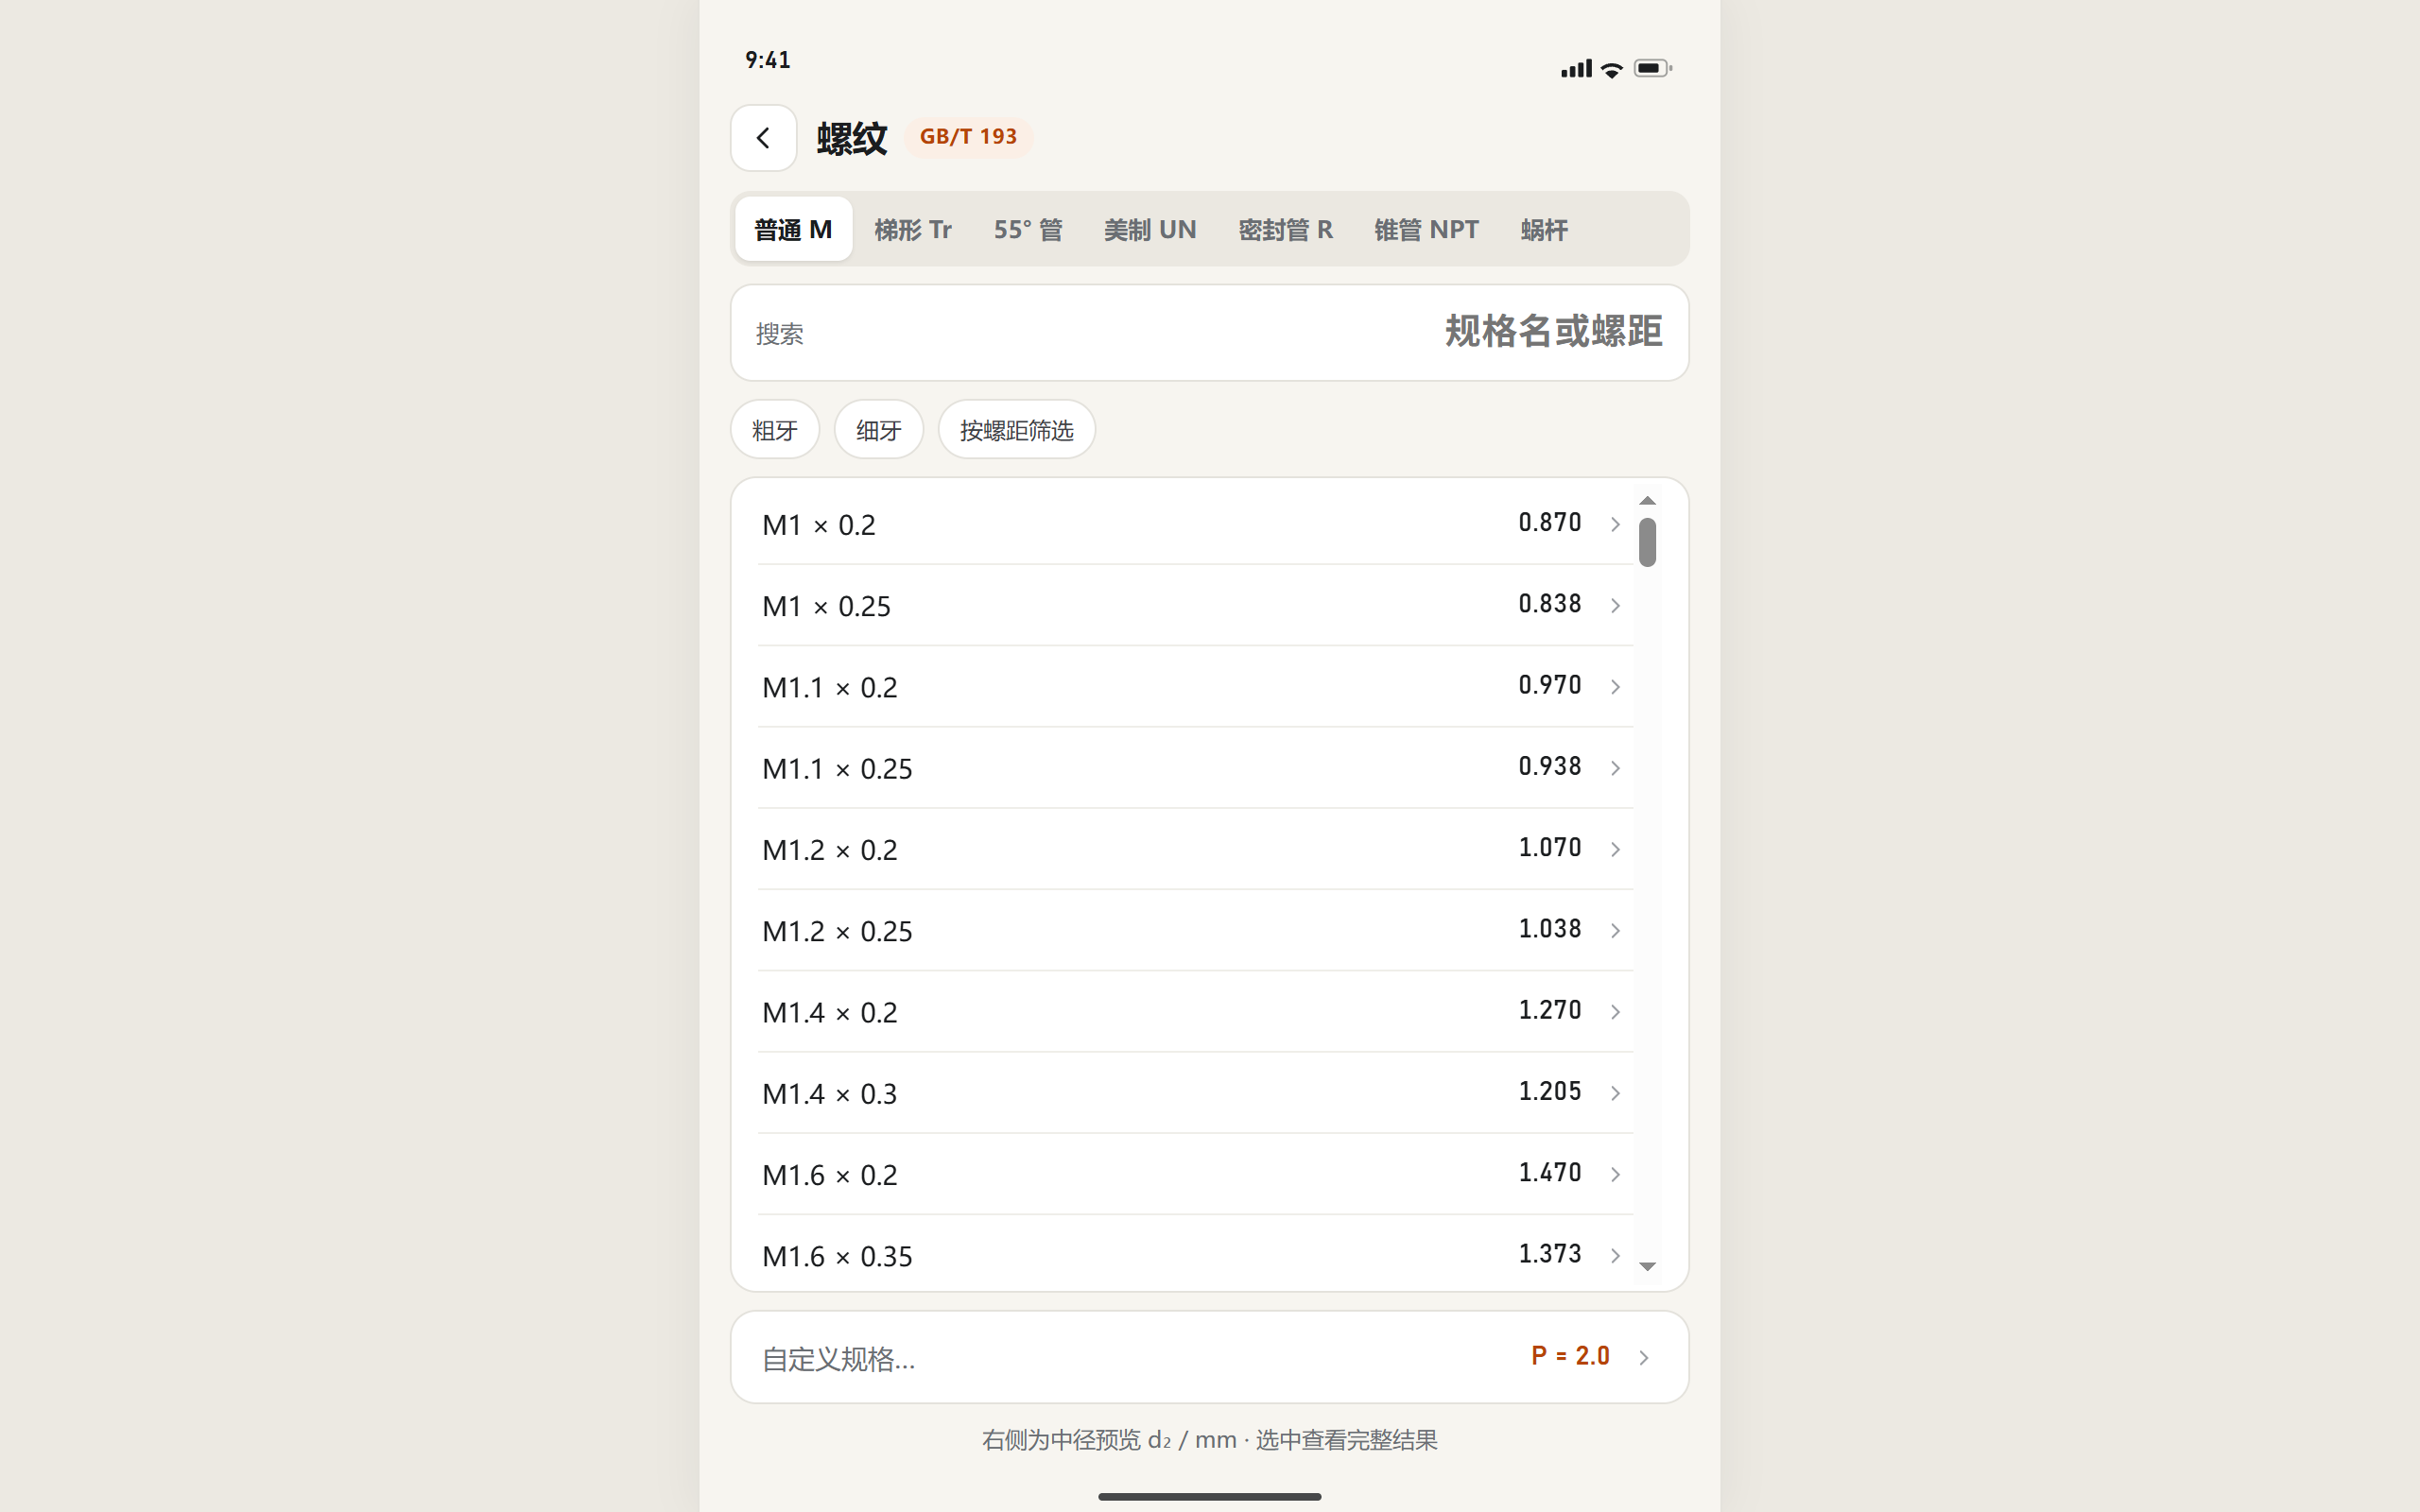 9:41
螺纹 GB/T 193
普通 M 梯形 Tr 55° 管 美制 UN 密封管 R 锥管 NPT 蜗杆
搜索 规格名或螺距
粗牙 细牙 按螺距筛选
M1 × 0.2 0.870
M1 × 0.25 0.838
M1.1 × 0.2 0.970
M1.1 × 0.25 0.938
M1.2 × 0.2 1.070
M1.2 × 0.25 1.038
M1.4 × 0.2 1.270
M1.4 × 0.3 1.205
M1.6 × 0.2 1.470
M1.6 × 0.35 1.373
自定义规格... P = 2.0
右侧为中径预览 d₂ / mm · 选中查看完整结果